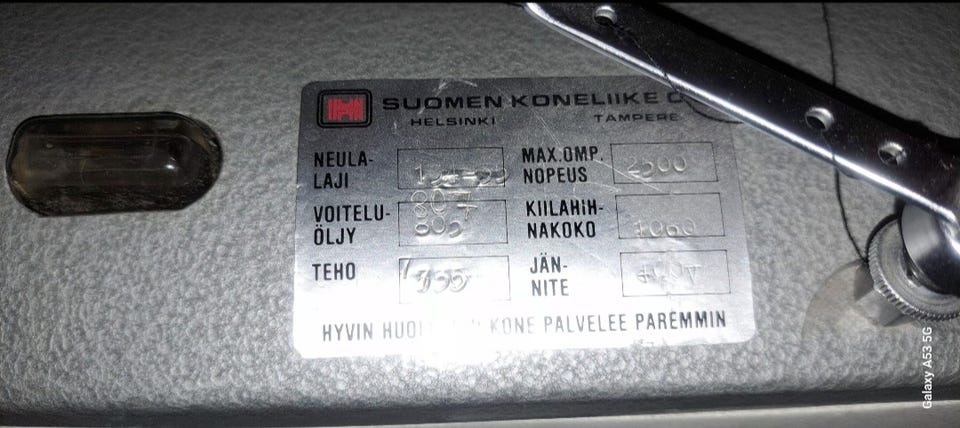 SUOMEN KONELIIKE
HELSINKI TAMPERE
NEULA-
LAJI
MAX.OMP.
NOPEUS 2500
VOITELU-
ÖLJY
KIILAHIH-
NAKOKO 1060
TEHO
JÄN-
NITE
HYVIN KONE PALVELEE PAREMMIN
Galaxy A53 5G